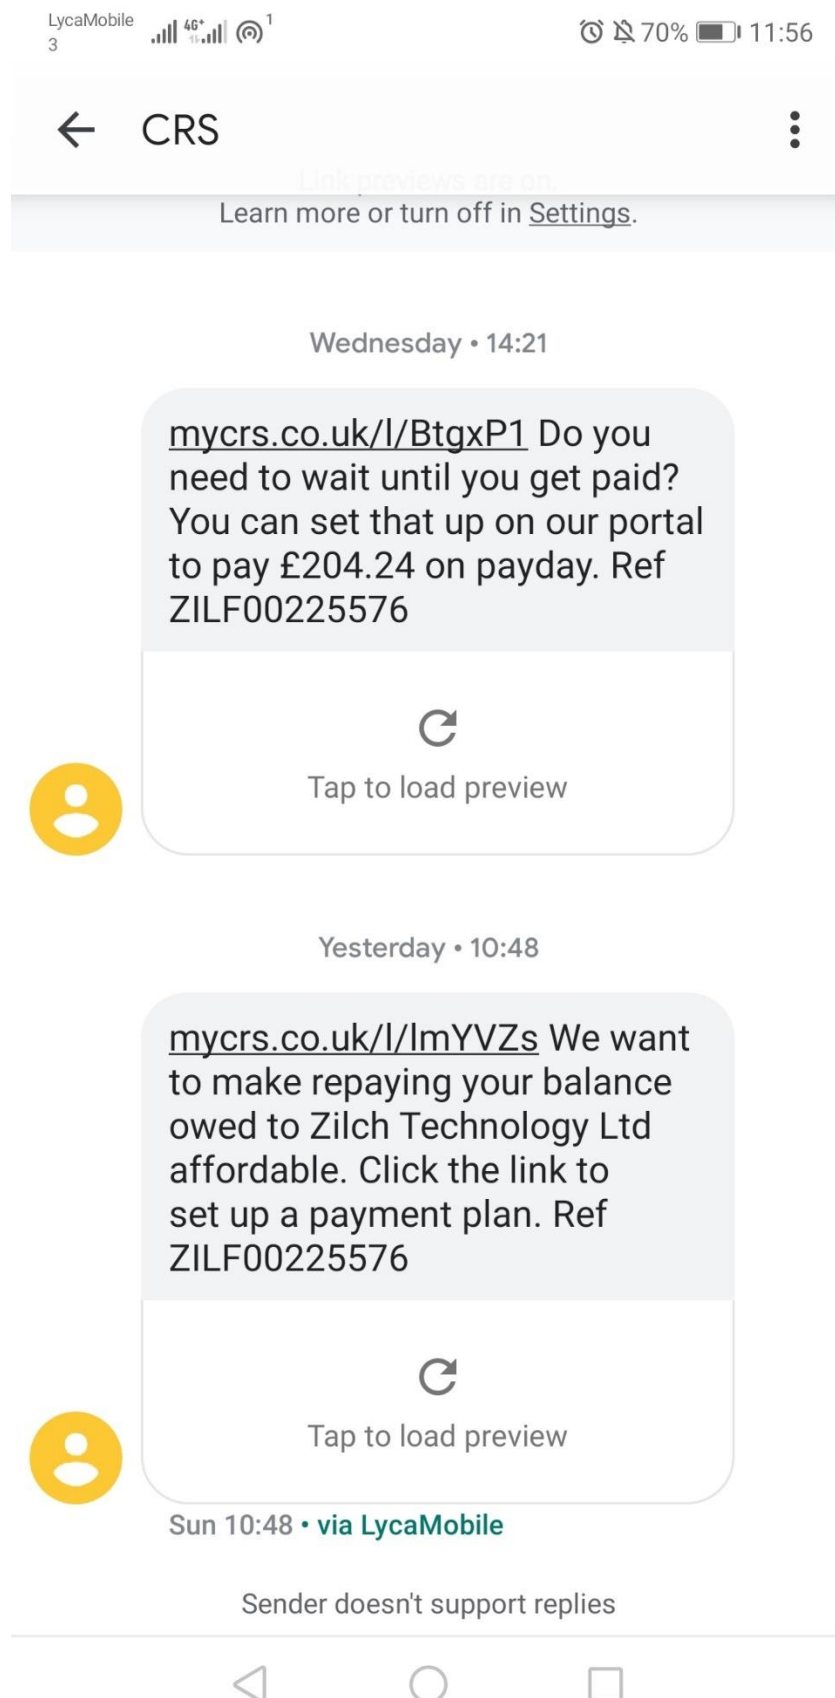 LycaMobile 4G+ 1 70% 11:56
3
CRS
Link previews are on.
Learn more or turn off in Settings.
Wednesday • 14:21
mycrs.co.uk/l/BtgxP1 Do you
need to wait until you get paid?
You can set that up on our portal
to pay £204.24 on payday. Ref
ZILF00225576
Tap to load preview
Yesterday • 10:48
mycrs.co.uk/l/lmYVZs We want
to make repaying your balance
owed to Zilch Technology Ltd
affordable. Click the link to
set up a payment plan. Ref
ZILF00225576
Tap to load preview
Sun 10:48 • via LycaMobile
Sender doesn't support replies